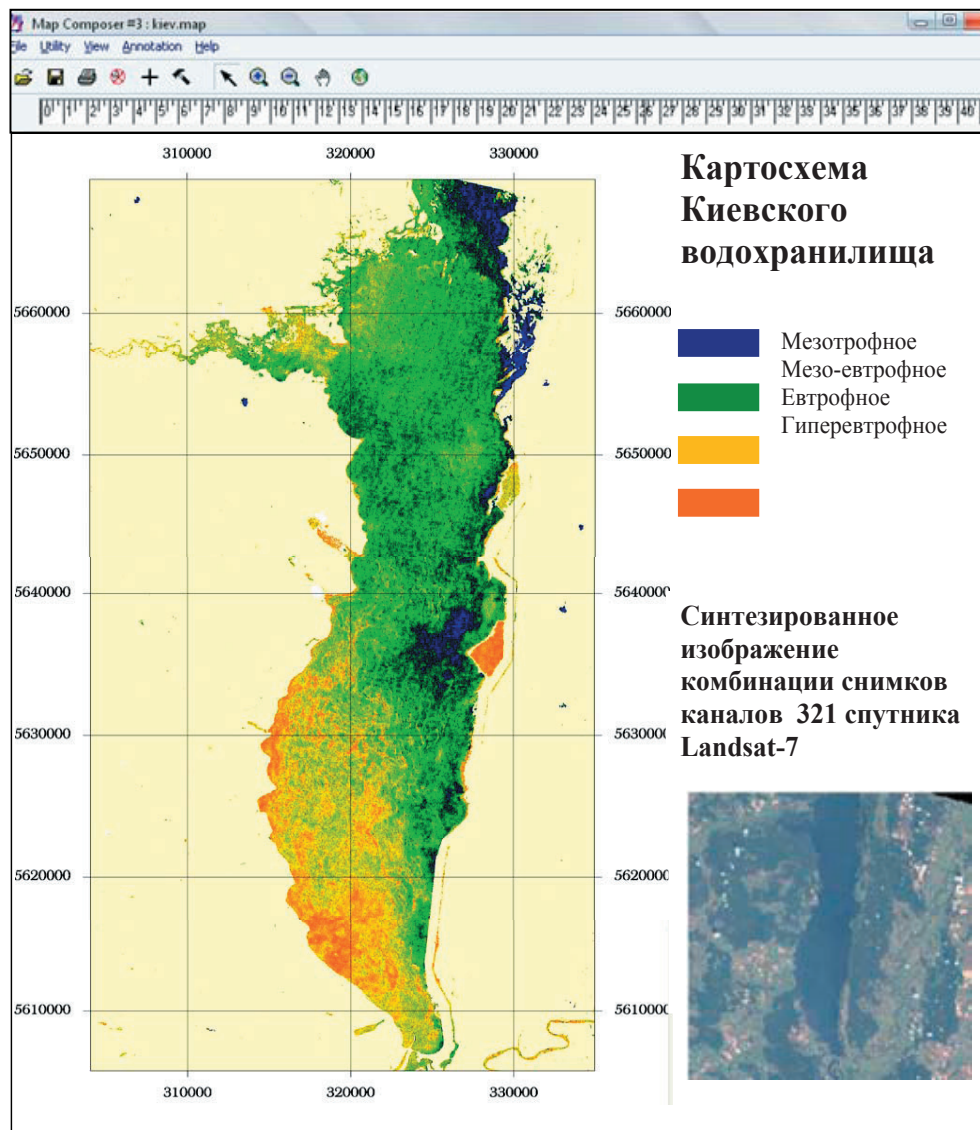 Map Composer #3 : kiev.map
File Utility View Annotation Help
0 1 2 3 4 5 6 7 8 9 10 11 12 13 14 15 16 17 18 19 20 21 22 23 24 25 26 27 28 29 30 31 32 33 34 35 36 37 38 39 40
310000 320000 330000
Картосхема
Киевского
водохранилища
5660000 5660000
Мезотрофное
Мезо-евтрофное
Евтрофное
Гиперевтрофное
5650000 5650000
5640000 5640000
Синтезированное
изображение
комбинации снимков
каналов 321 спутника
Landsat-7
5630000 5630000
5620000 5620000
5610000 5610000
310000 320000 330000